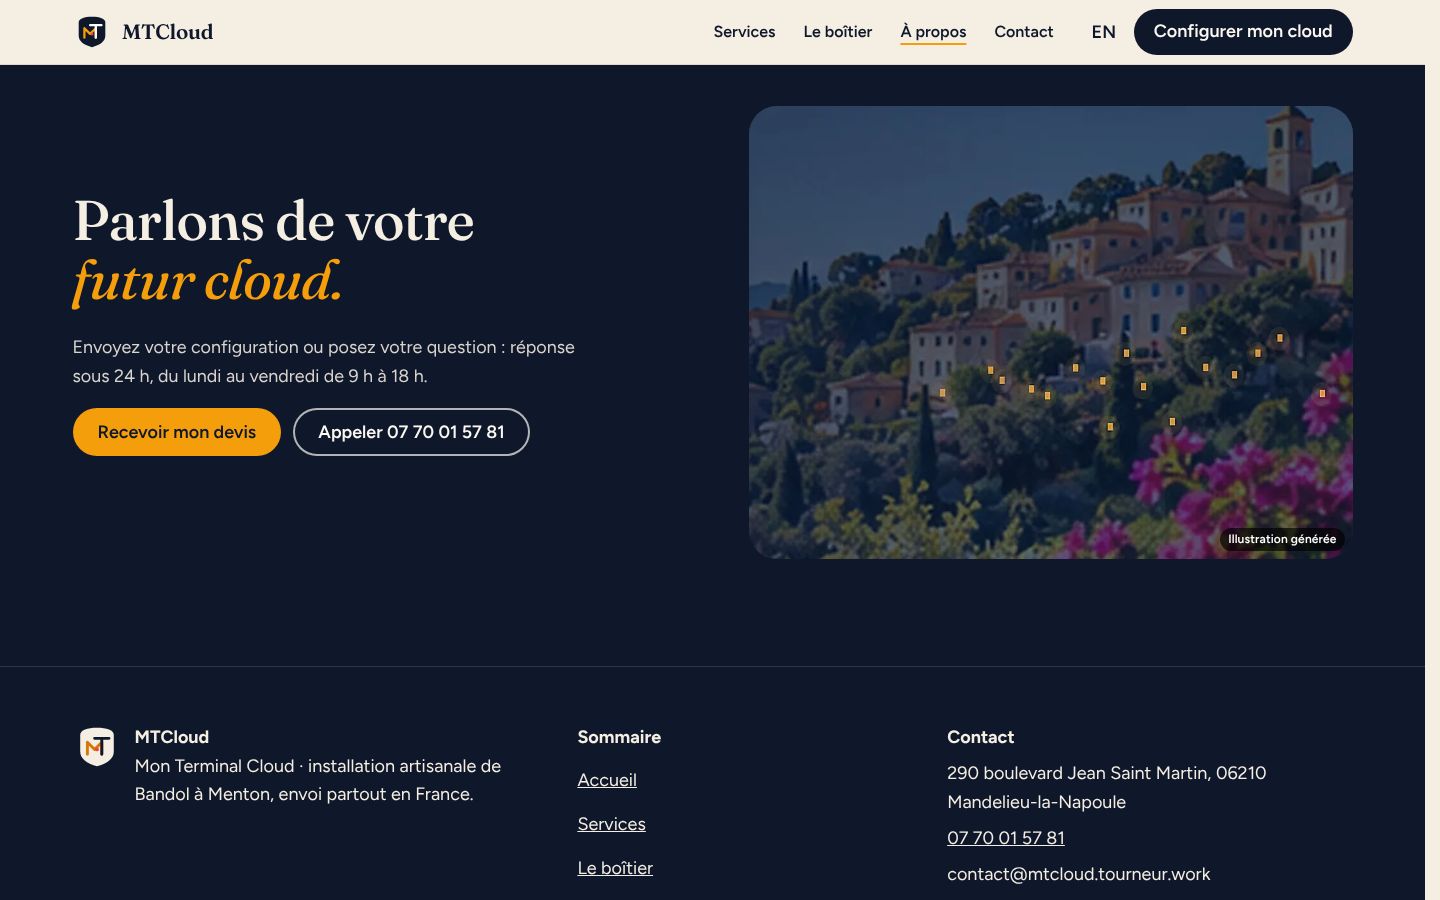 MTCloud
Services
Le boîtier
À propos
Contact
EN
Configurer mon cloud
Parlons de votre
futur cloud.
Envoyez votre configuration ou posez votre question : réponse
sous 24 h, du lundi au vendredi de 9 h à 18 h.
Recevoir mon devis
Appeler 07 70 01 57 81
Illustration générée
MTCloud
Mon Terminal Cloud · installation artisanale de
Bandol à Menton, envoi partout en France.
Sommaire
Accueil
Services
Le boîtier
Contact
290 boulevard Jean Saint Martin, 06210
Mandelieu-la-Napoule
07 70 01 57 81
contact@mtcloud.tourneur.work